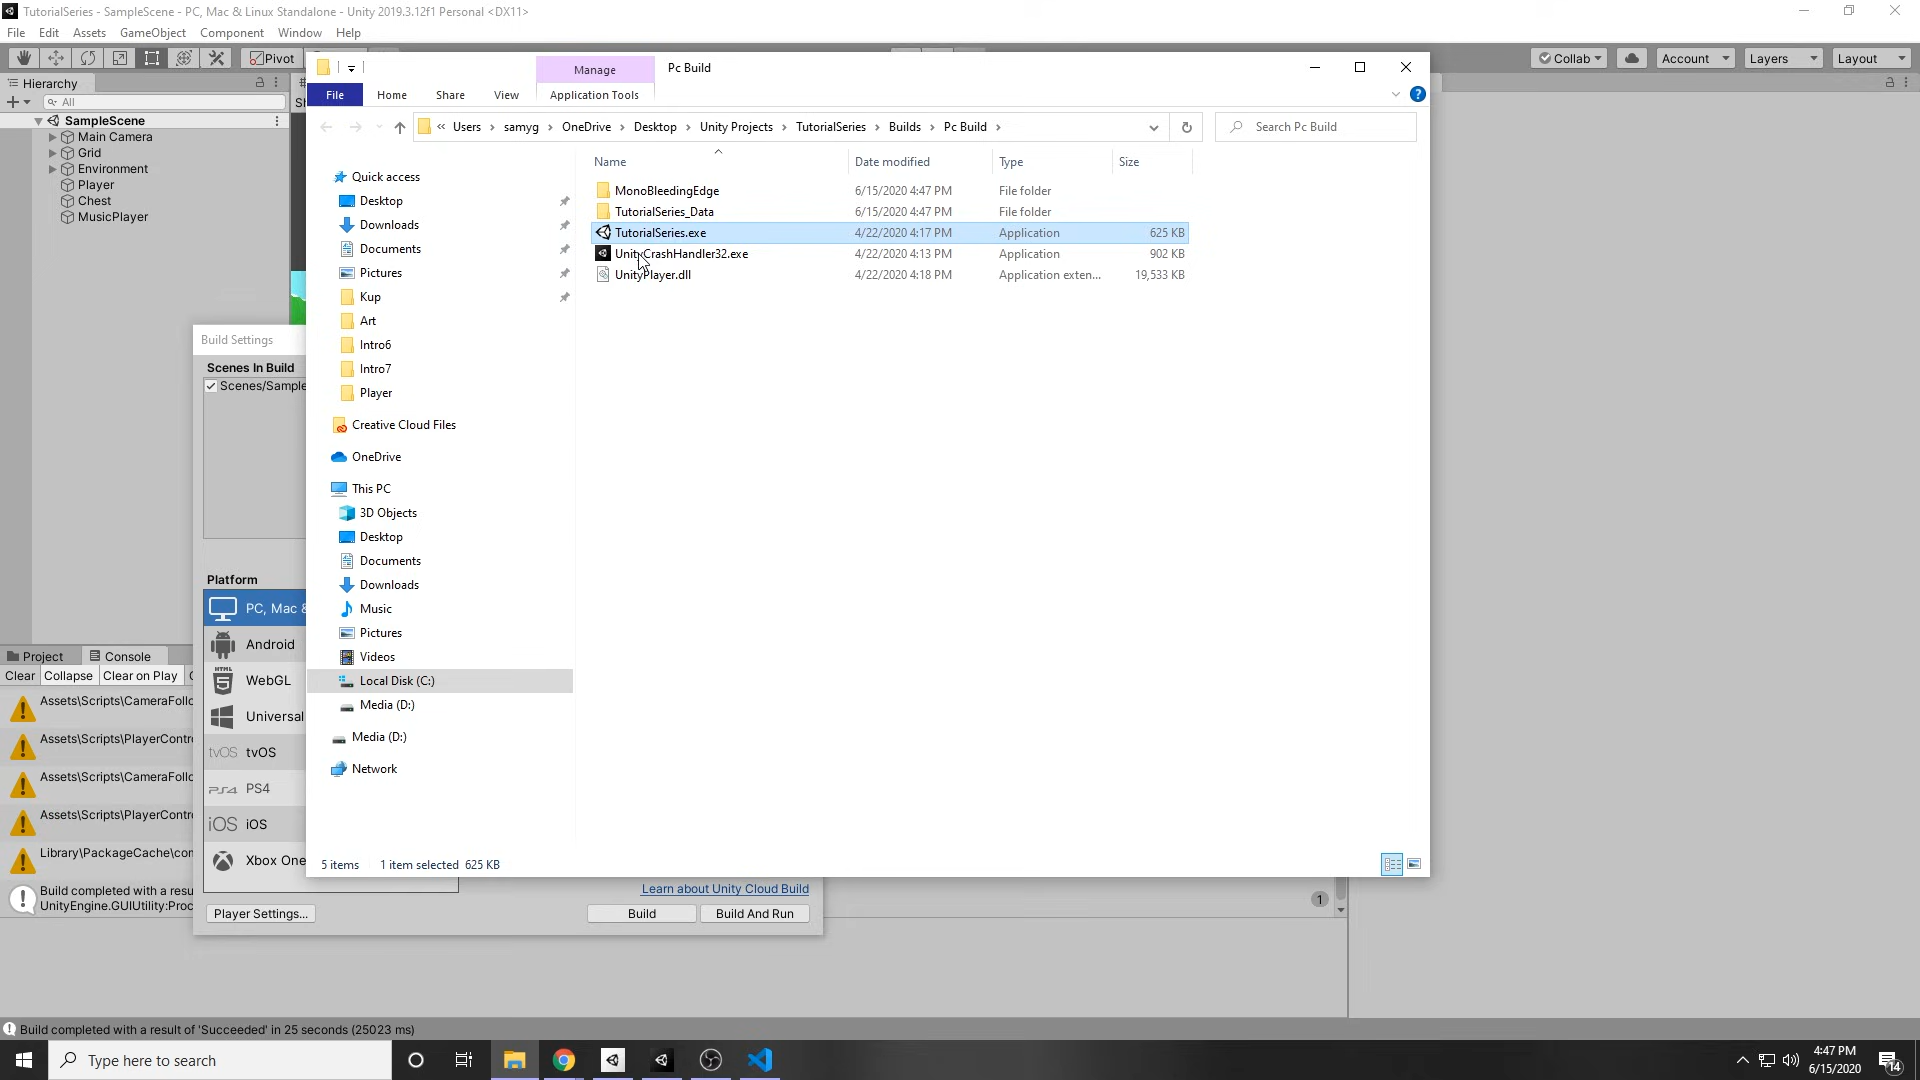 TutorialSeries - SampleScene - PC, Mac & Linux Standalone - Unity 2019.3.12f1 Personal <DX11>
File Edit Assets GameObject Component Window Help
Pivot
Collab
Account
Layers
Layout
Hierarchy
All
SampleScene
Main Camera
Grid
Environment
Player
Chest
MusicPlayer
Manage
Pc Build
File Home Share View Application Tools
« Users › samyg › OneDrive › Desktop › Unity Projects › TutorialSeries › Builds › Pc Build ›
Search Pc Build
Quick access
Desktop
Downloads
Documents
Pictures
Kup
Art
Intro6
Intro7
Player
Creative Cloud Files
OneDrive
This PC
3D Objects
Desktop
Documents
Downloads
Music
Pictures
Videos
Local Disk (C:)
Media (D:)
Media (D:)
Network
Name Date modified Type Size
MonoBleedingEdge 6/15/2020 4:47 PM File folder
TutorialSeries_Data 6/15/2020 4:47 PM File folder
TutorialSeries.exe 4/22/2020 4:17 PM Application 625 KB
UnityCrashHandler32.exe 4/22/2020 4:13 PM Application 902 KB
UnityPlayer.dll 4/22/2020 4:18 PM Application exten... 19,533 KB
5 items 1 item selected 625 KB
Build Settings
Scenes In Build
Scenes/Sample
Platform
PC, Mac &
Android
HTML
WebGL
Universal
tvOS tvOS
PS4 PS4
iOS iOS
Xbox One
Learn about Unity Cloud Build
Player Settings...
Build
Build And Run
Project Console
Clear Collapse Clear on Play
Assets\Scripts\CameraFollo
Assets\Scripts\PlayerContro
Assets\Scripts\CameraFollo
Assets\Scripts\PlayerContro
Library\PackageCache\com
Build completed with a resu
UnityEngine.GUIUtility:Proc
1
Build completed with a result of 'Succeeded' in 25 seconds (25023 ms)
Type here to search
4:47 PM
6/15/2020
14